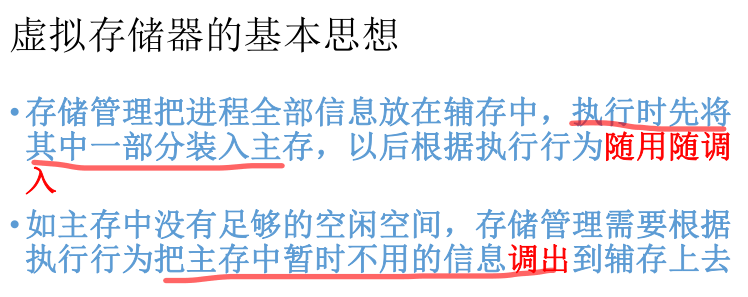 虚拟存储器的基本思想
•存储管理把进程全部信息放在辅存中，执行时先将
其中一部分装入主存，以后根据执行行为随用随调
入
•如主存中没有足够的空闲空间，存储管理需要根据
执行行为把主存中暂时不用的信息调出到辅存上去